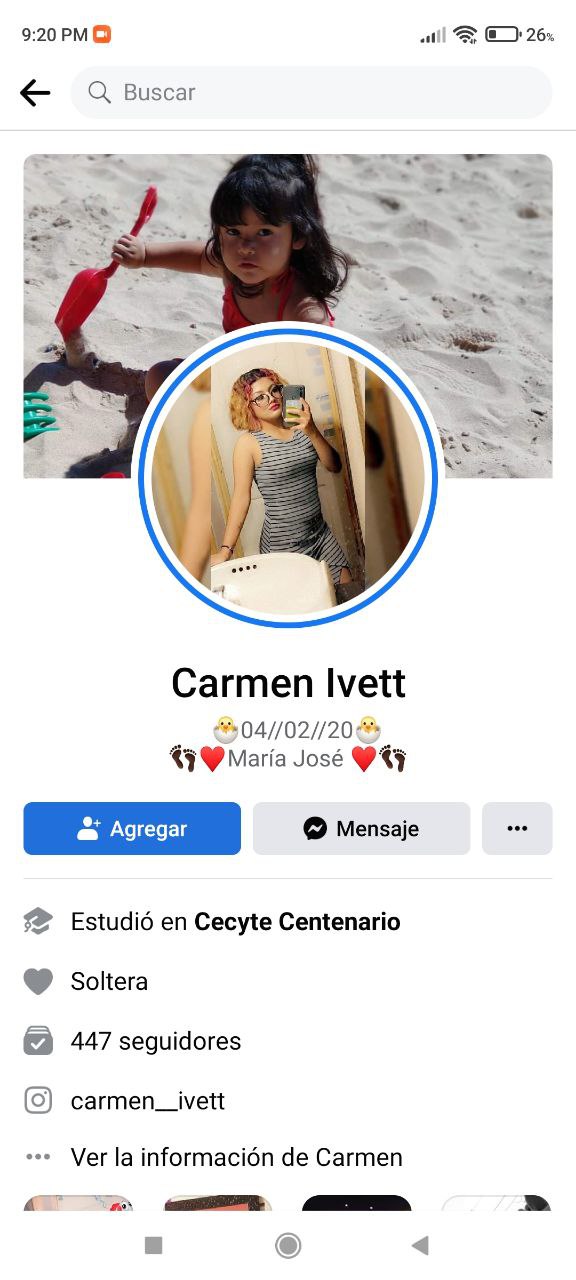 9:20 PM
26%
Buscar
Carmen Ivett
🐣04//02//20🐣
👣❤️María José ❤️👣
Agregar
Mensaje
Estudió en Cecyte Centenario
Soltera
447 seguidores
carmen__ivett
Ver la información de Carmen